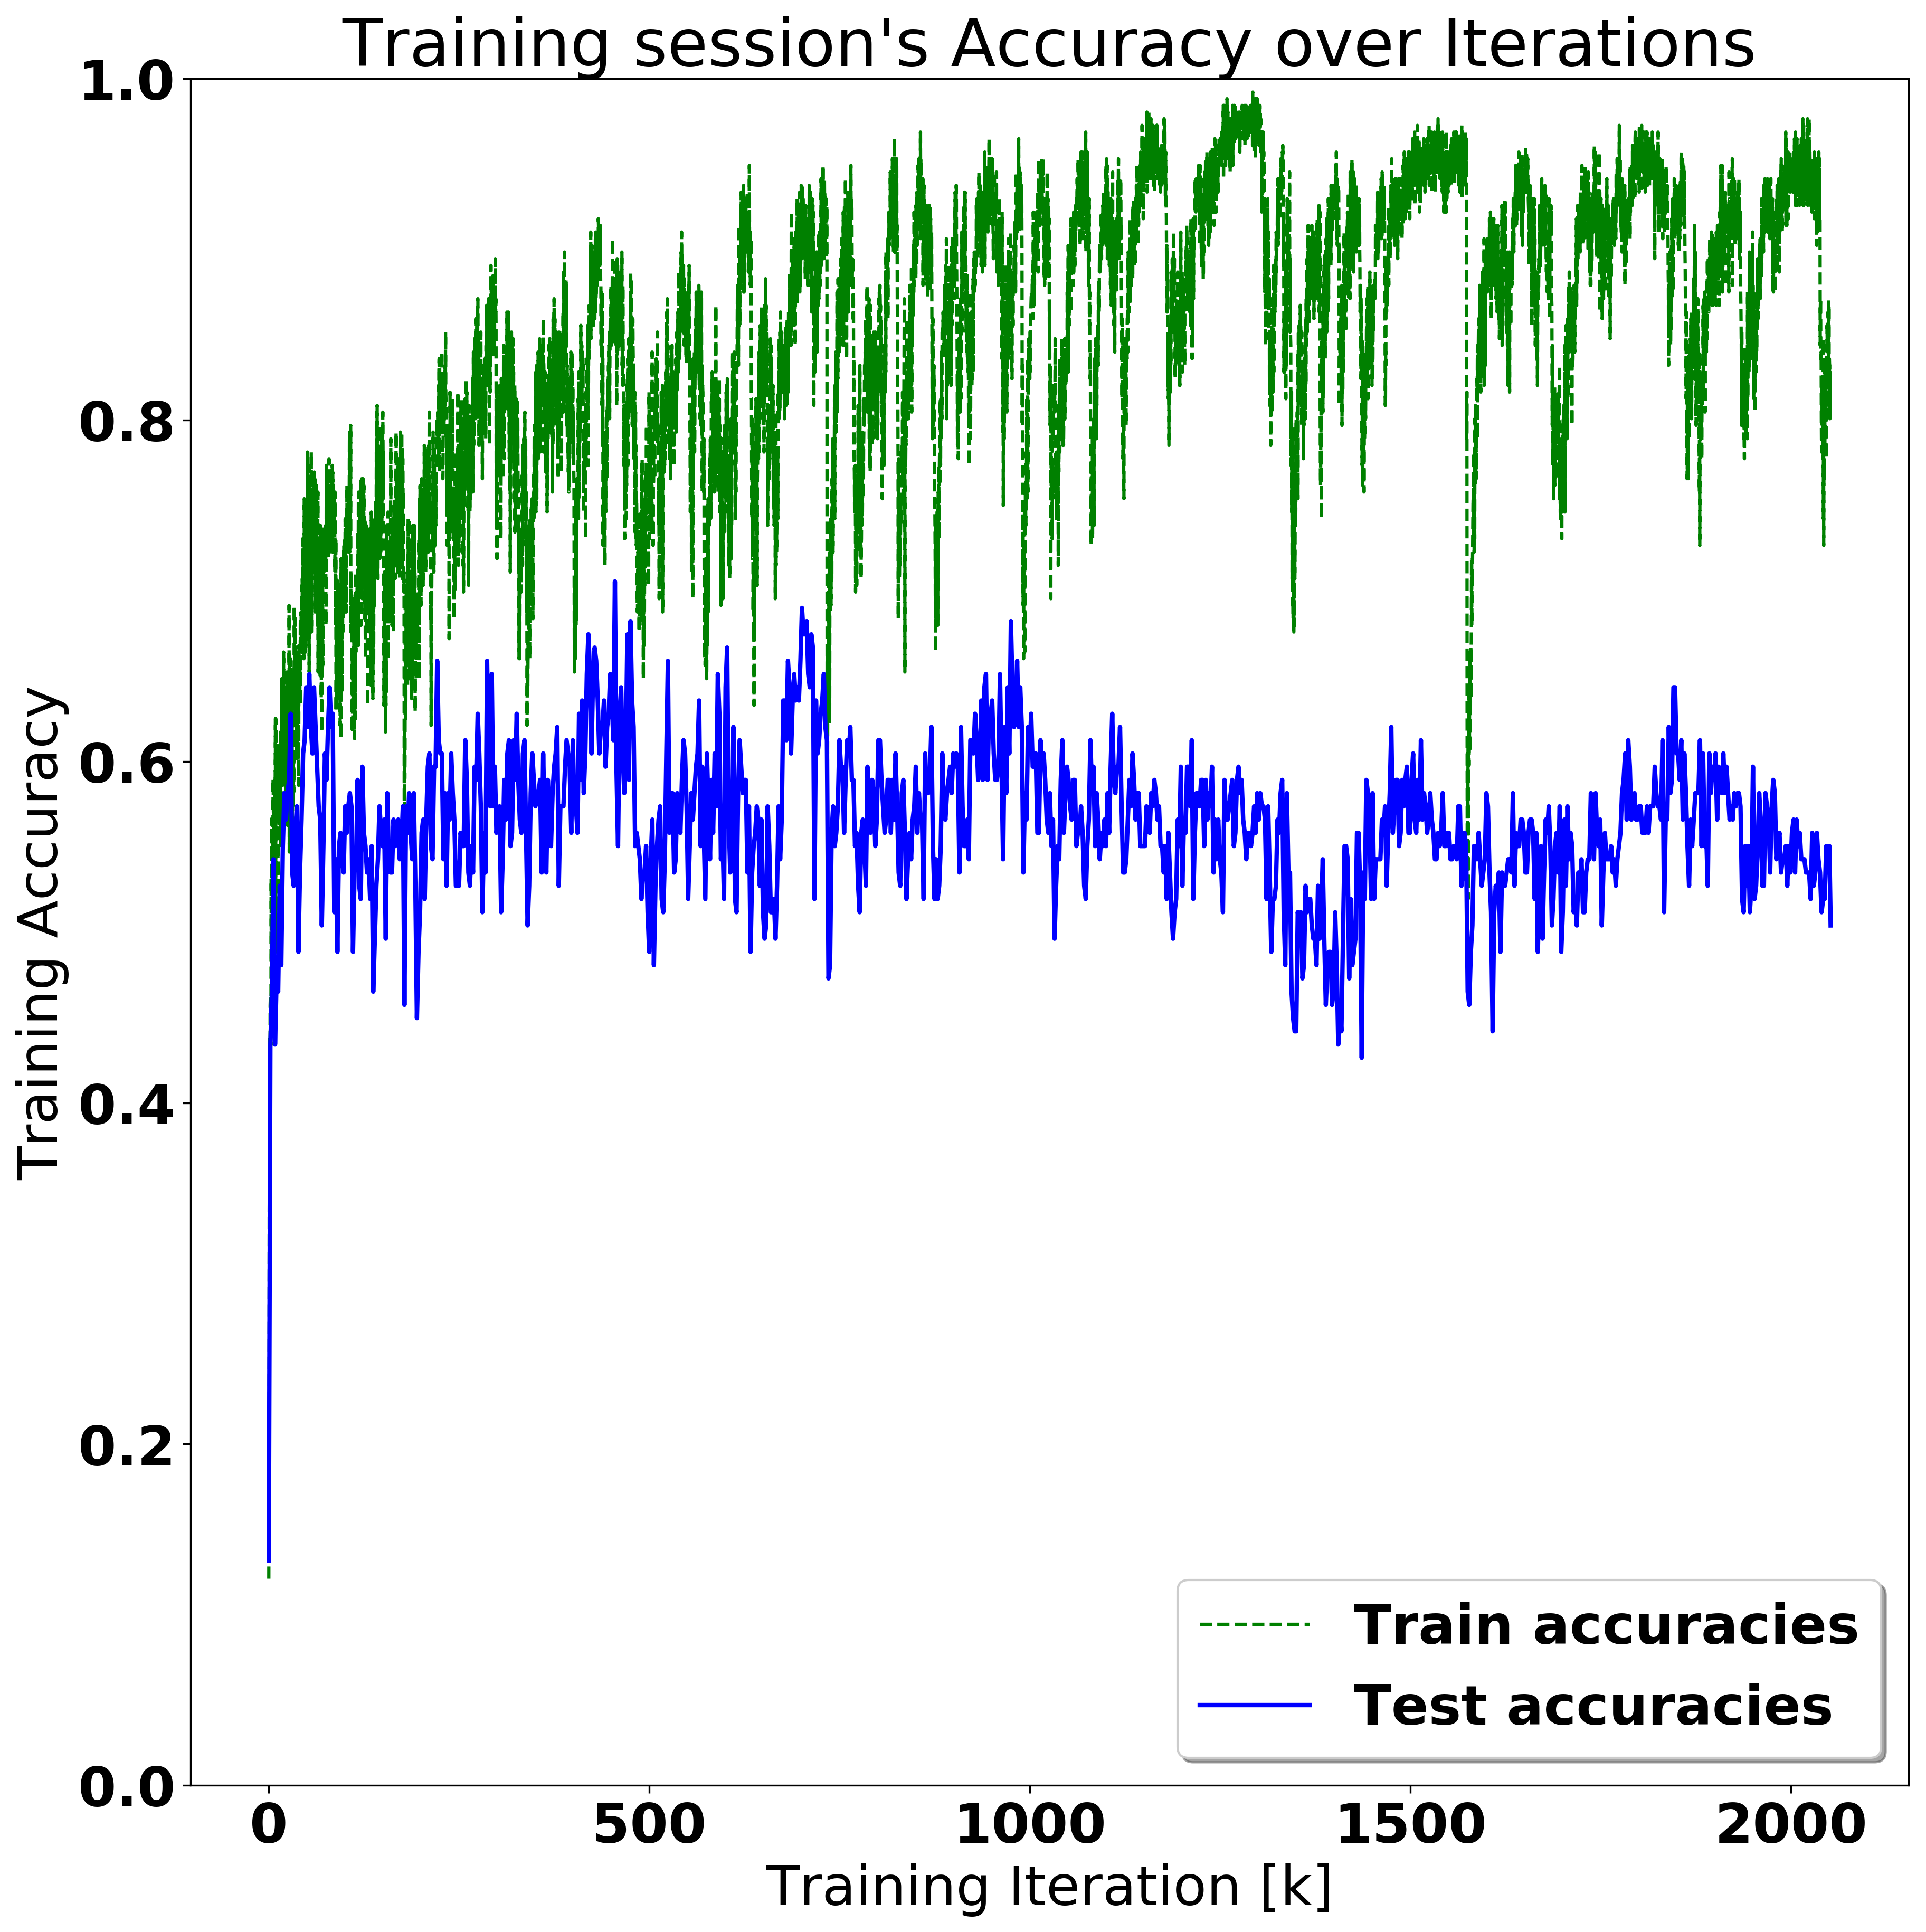 Training session's Accuracy over Iterations
1.0
0.8
0.6
0.4
0.2
0.0
Training Accuracy
0 500 1000 1500 2000
Training Iteration [k]
Train accuracies
Test accuracies